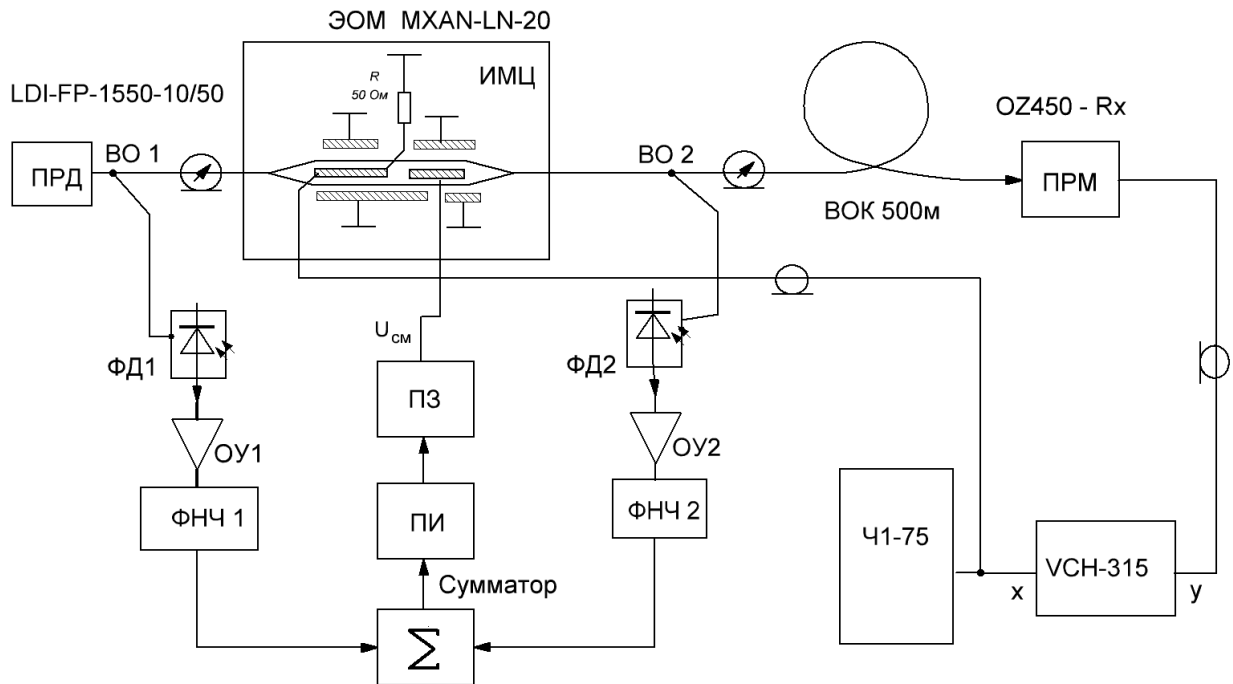 ЭОМ MXAN-LN-20
ИМЦ
R
50 Ом
LDI-FP-1550-10/50
OZ450 - Rx
ПРД
ВО 1
ВО 2
ПРМ
ВОК 500м
U см
ФД1
ФД2
ПЗ
ОУ1
ОУ2
ФНЧ 1
ПИ
ФНЧ 2
Ч1-75
VCH-315
x
y
Сумматор
Σ